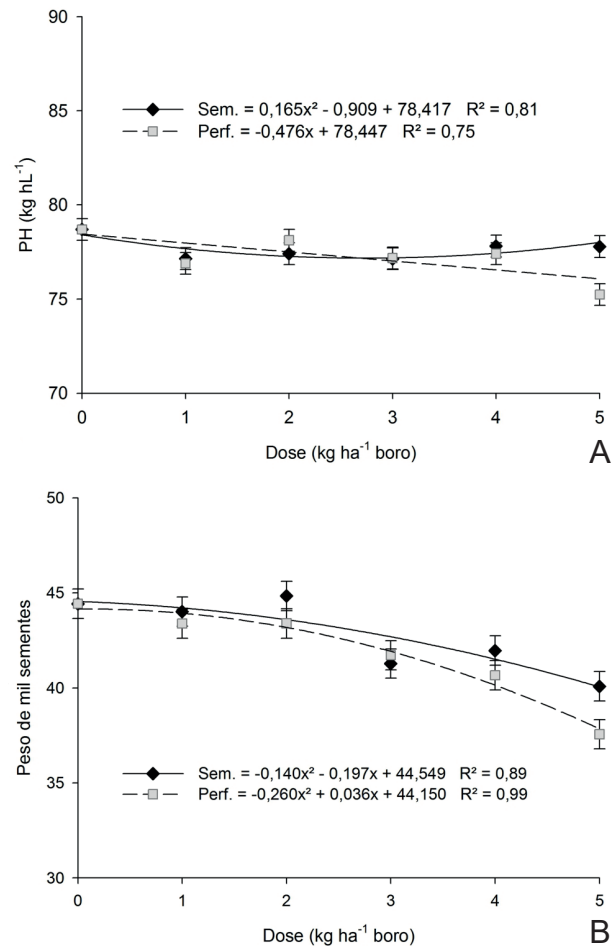 90
85
80
75
70
PH (kg hL⁻¹)
Sem. = 0,165x² - 0,909 + 78,417 R² = 0,81
Perf. = -0,476x + 78,447 R² = 0,75
0 1 2 3 4 5
Dose (kg ha⁻¹ boro)
A
50
45
40
35
30
Peso de mil sementes
Sem. = -0,140x² - 0,197x + 44,549 R² = 0,89
Perf. = -0,260x² + 0,036x + 44,150 R² = 0,99
0 1 2 3 4 5
Dose (kg ha⁻¹ boro)
B